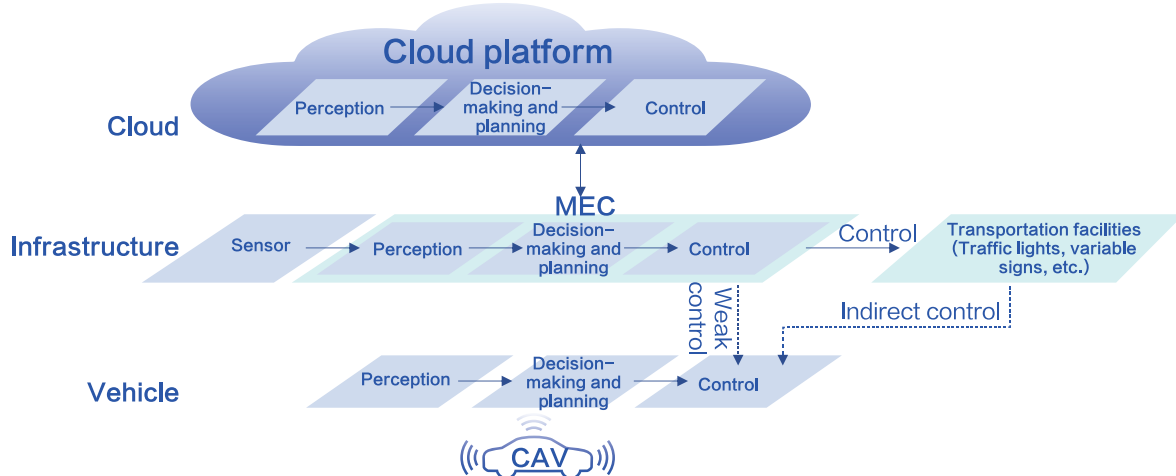 Cloud platform
Perception
Decision-
making and
planning
Control
Cloud
MEC
Infrastructure
Sensor
Perception
Decision-
making and
planning
Control
Control
Transportation facilities
(Traffic lights, variable
signs, etc.)
Weak
control
Indirect control
Vehicle
Perception
Decision-
making and
planning
Control
CAV